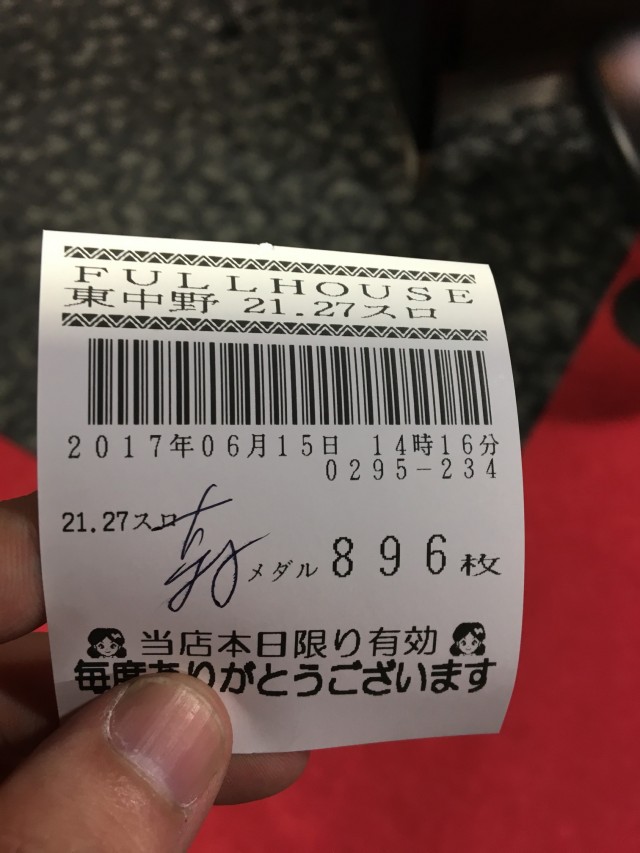 FULLHOUSE
東中野 21.27スロ
2017年06月15日 14時16分
0295-234
21.27スロ
メダル 896枚
当店本日限り有効
毎度ありがとうございます